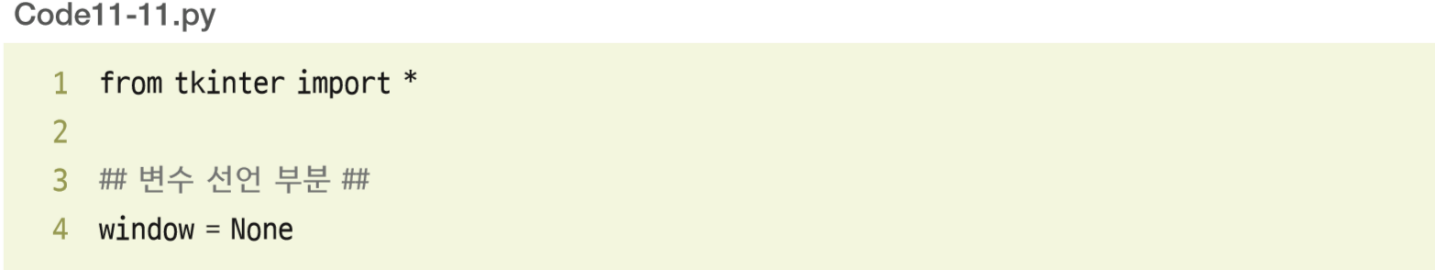 Code11-11.py
1 from tkinter import *
2
3 ## 변수 선언 부분 ##
4 window = None